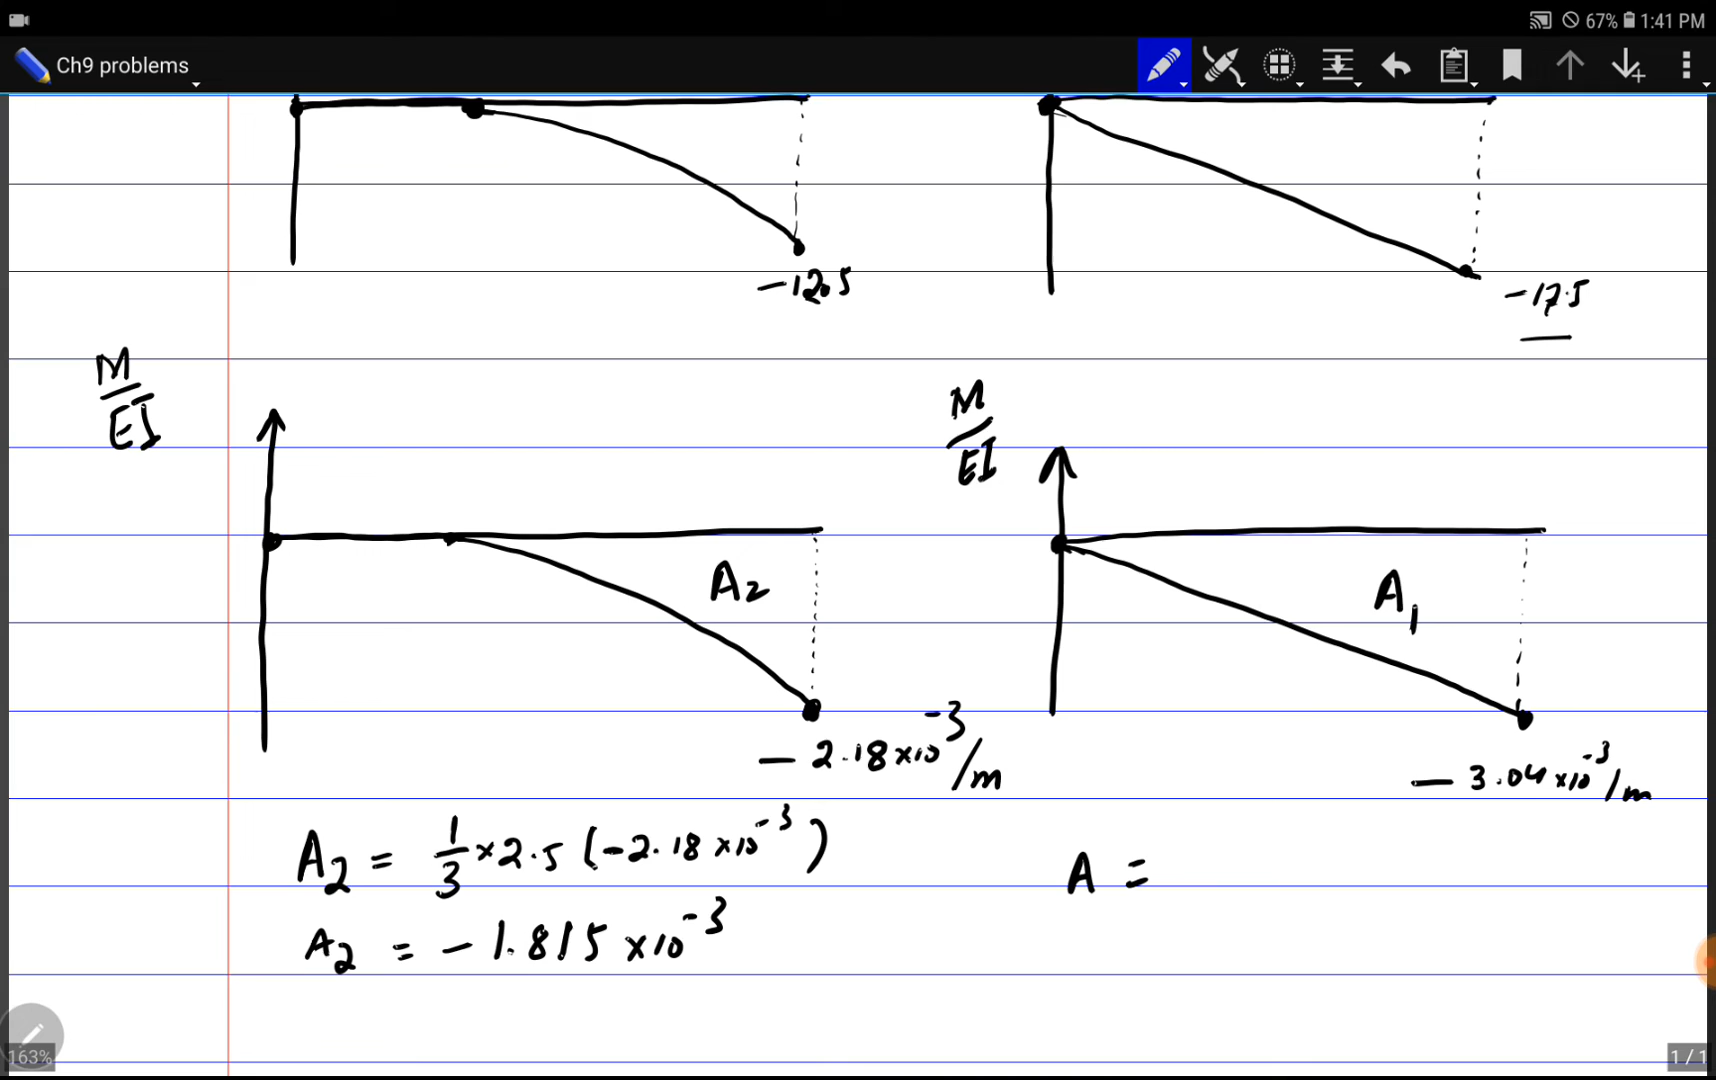 67% 1:41 PM
Ch9 problems
-12.5
-17.5
M/EI
M/EI
A2
A1
- 2.18×10^-3/m
- 3.04×10^-3/m
A2 = 1/3 × 2.5 (-2.18 ×10^-3)
A =
A2 = - 1.815 ×10^-3
163%
1 / 1